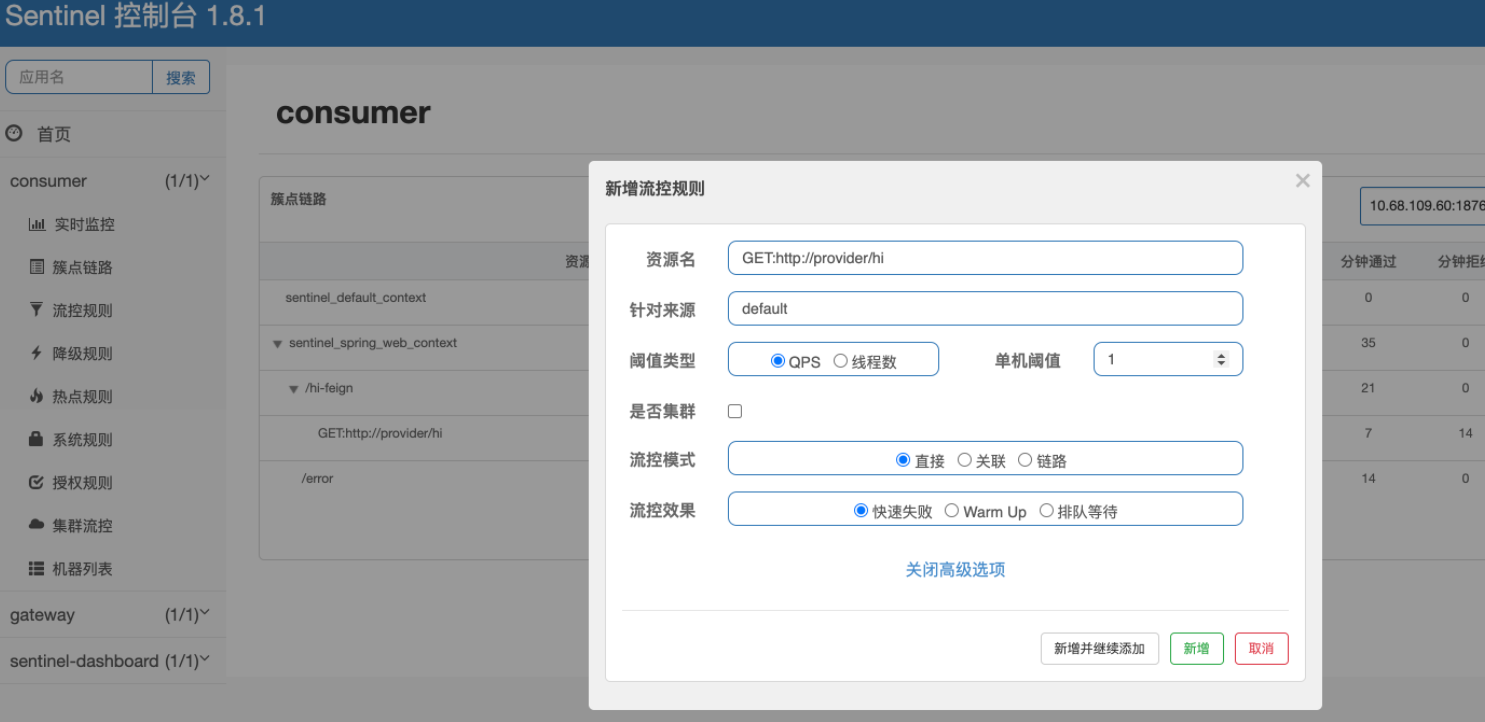 Sentinel 控制台 1.8.1
应用名 搜索
首页
consumer (1/1)
实时监控
簇点链路
流控规则
降级规则
热点规则
系统规则
授权规则
集群流控
机器列表
gateway (1/1)
sentinel-dashboard (1/1)
consumer
簇点链路
10.68.109.60:1876
分钟通过
sentinel_default_context 0 0
sentinel_spring_web_context 35 0
/hi-feign 21 0
GET:http://provider/hi 7 14
/error 14 0
新增流控规则
资源名 GET:http://provider/hi
针对来源 default
阈值类型 QPS 线程数 单机阈值 1
是否集群
流控模式 直接 关联 链路
流控效果 快速失败 Warm Up 排队等待
关闭高级选项
新增并继续添加 新增 取消